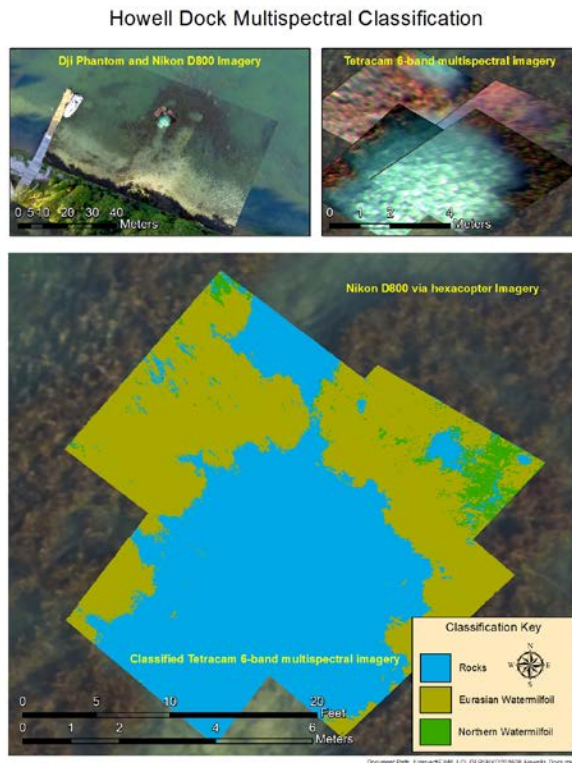 Howell Dock Multispectral Classification
Dji Phantom and Nikon D800 Imagery
0 5 10 20 30 40
Meters
Tetracam 6-band multispectral imagery
0 1 2 4
Meters
Nikon D800 via hexacopter Imagery
Classified Tetracam 6-band multispectral imagery
0 5 10 20
Feet
0 1 2 4 6
Meters
Classification Key
N
W E
S
Rocks
Eurasian Watermilfoil
Northern Watermilfoil